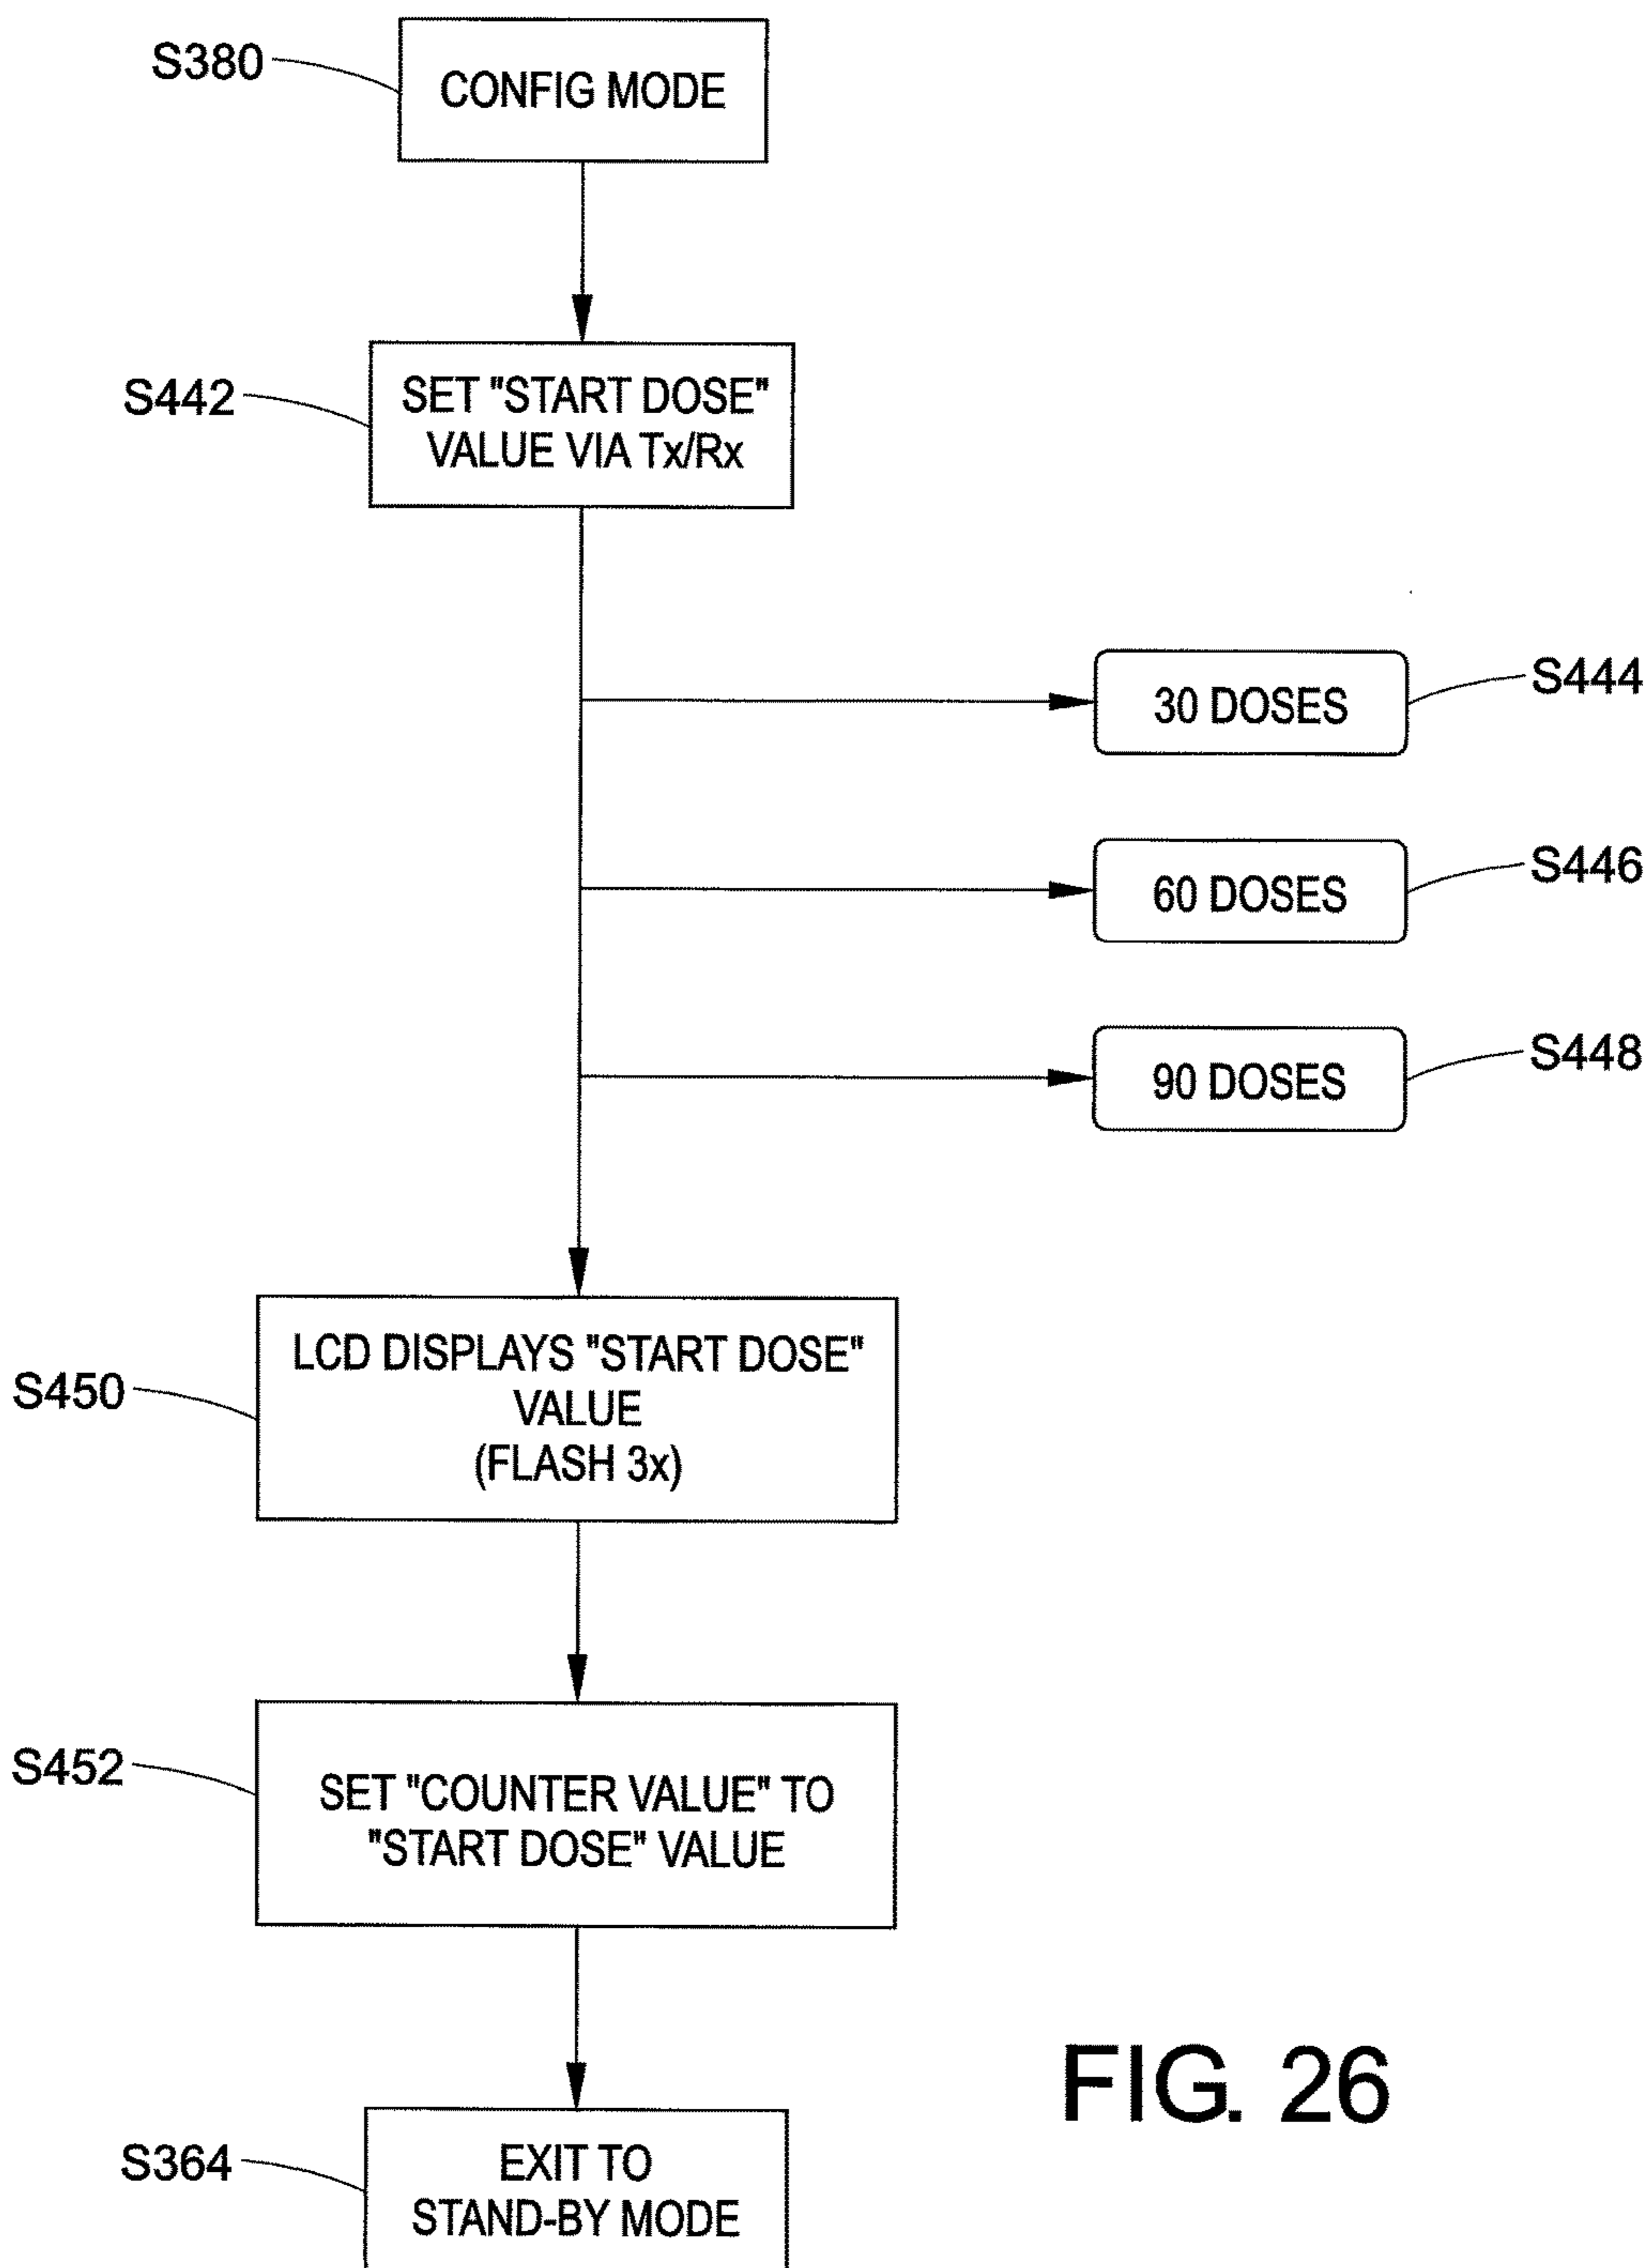 S380
CONFIG MODE
S442
SET "START DOSE"
VALUE VIA Tx/Rx
30 DOSES
S444
60 DOSES
S446
90 DOSES
S448
S450
LCD DISPLAYS "START DOSE"
VALUE
(FLASH 3x)
S452
SET "COUNTER VALUE" TO
"START DOSE" VALUE
S364
EXIT TO
STAND-BY MODE
FIG. 26